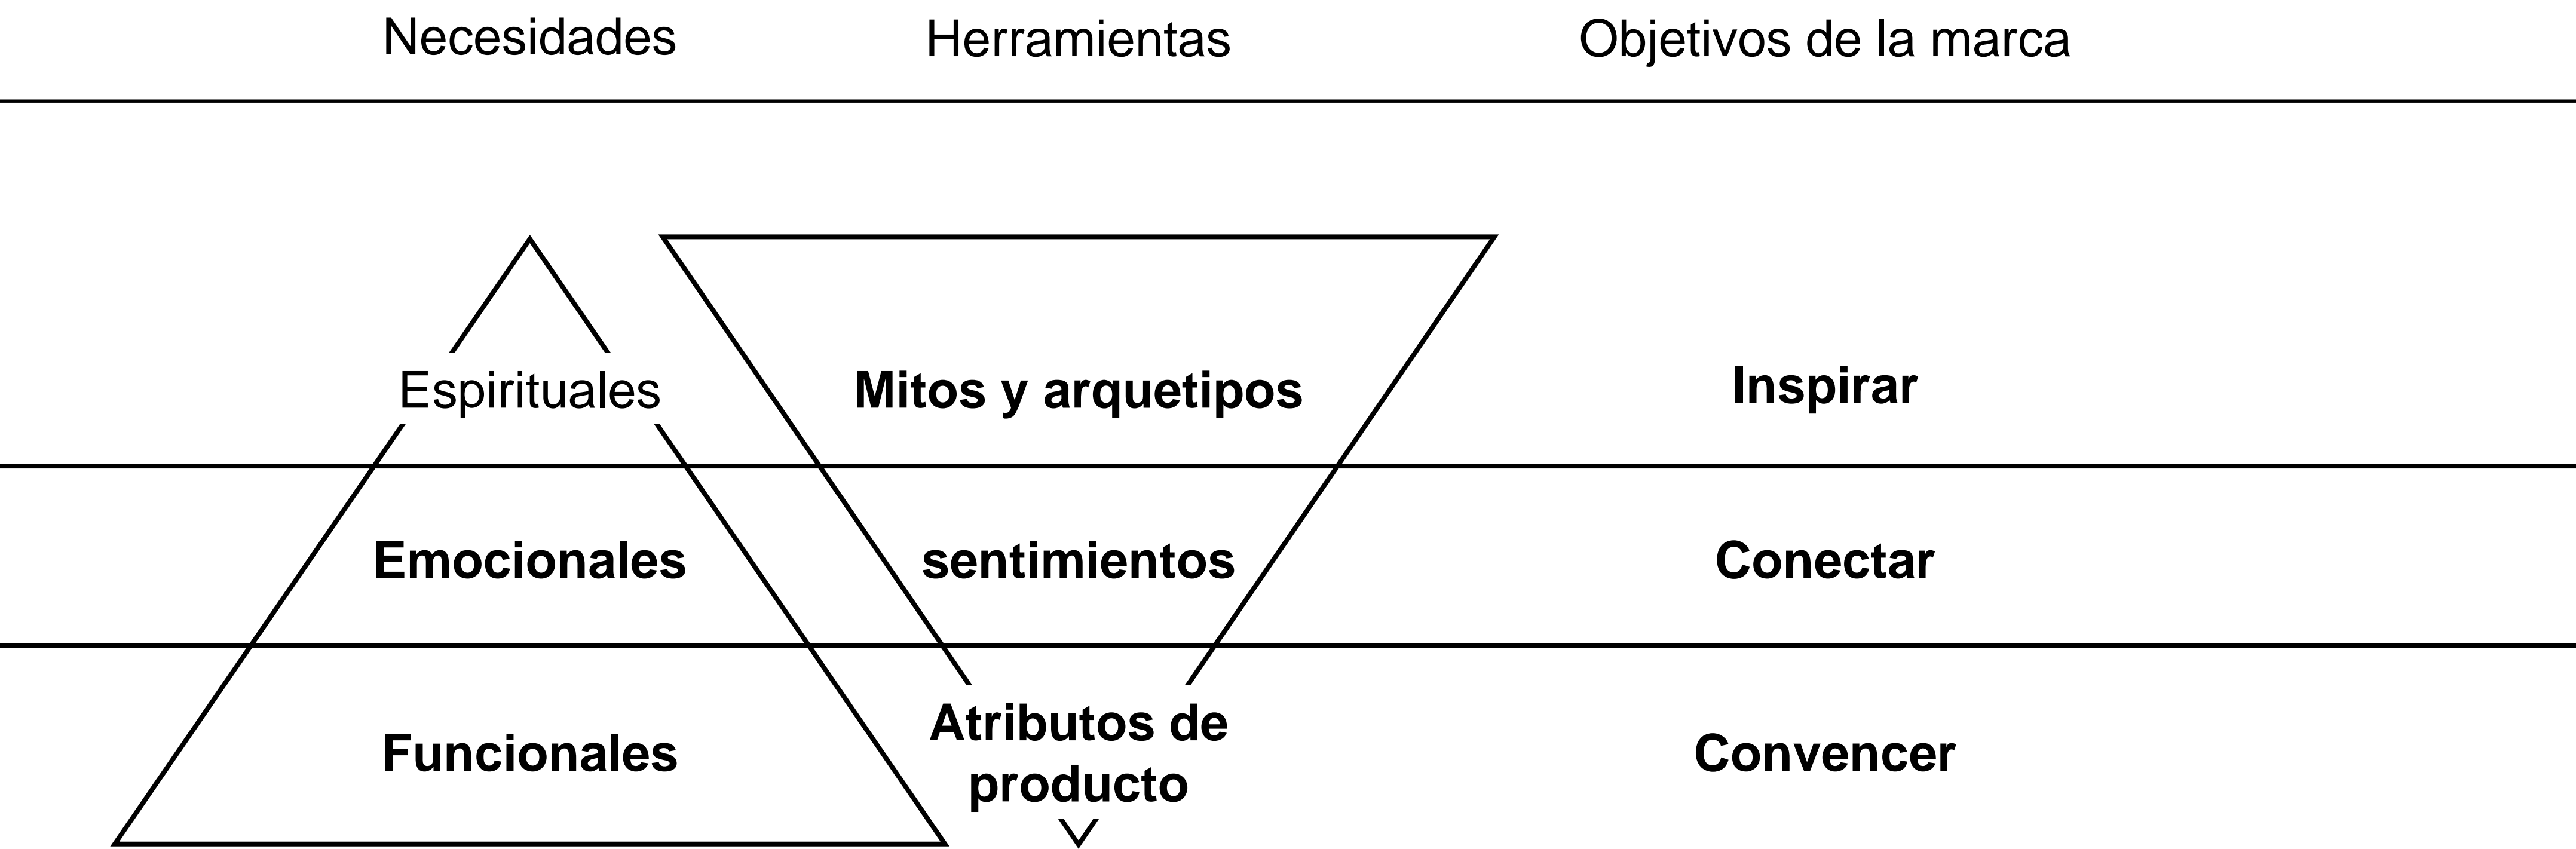 Necesidades Herramientas Objetivos de la marca
Espirituales Mitos y arquetipos Inspirar
Emocionales sentimientos Conectar
Funcionales Atributos de producto Convencer